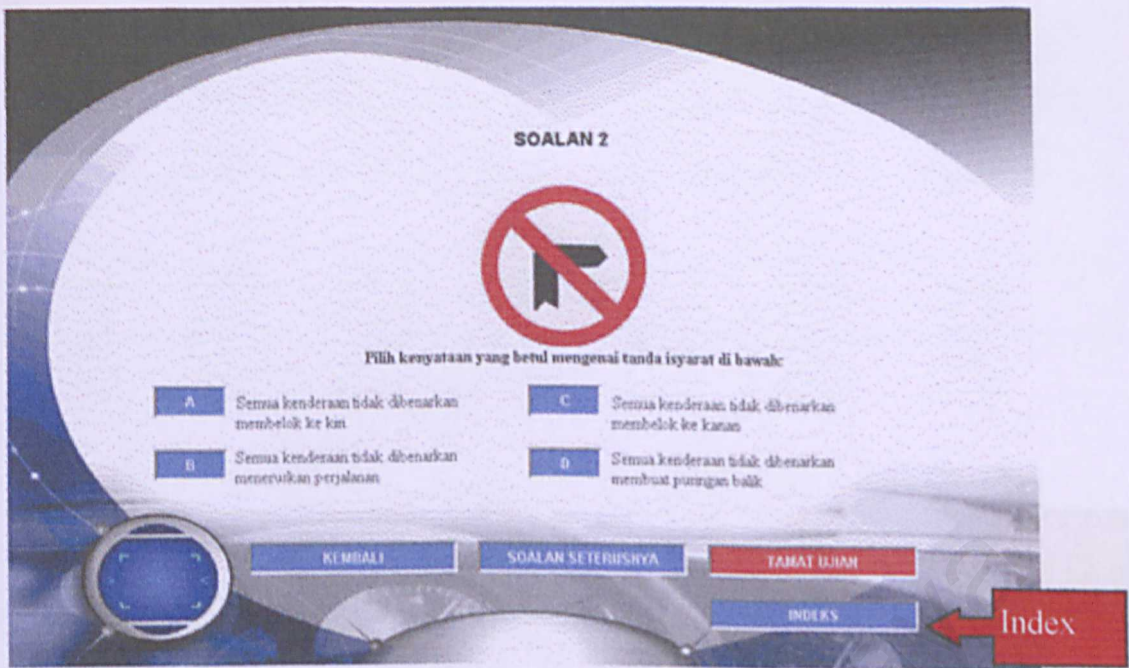 SOALAN 2
Pilih kenyataan yang betul mengenai tanda isyarat di bawah:
A
Semua kenderaan tidak dibenarkan
membelok ke kiri
B
Semua kenderaan tidak dibenarkan
meneruskan perjalanan
C
Semua kenderaan tidak dibenarkan
membelok ke kanan
D
Semua kenderaan tidak dibenarkan
membuat pusingan balik
KEMBALI
SOALAN SETERUSNYA
TAMAT UJIAN
INDEKS
Index